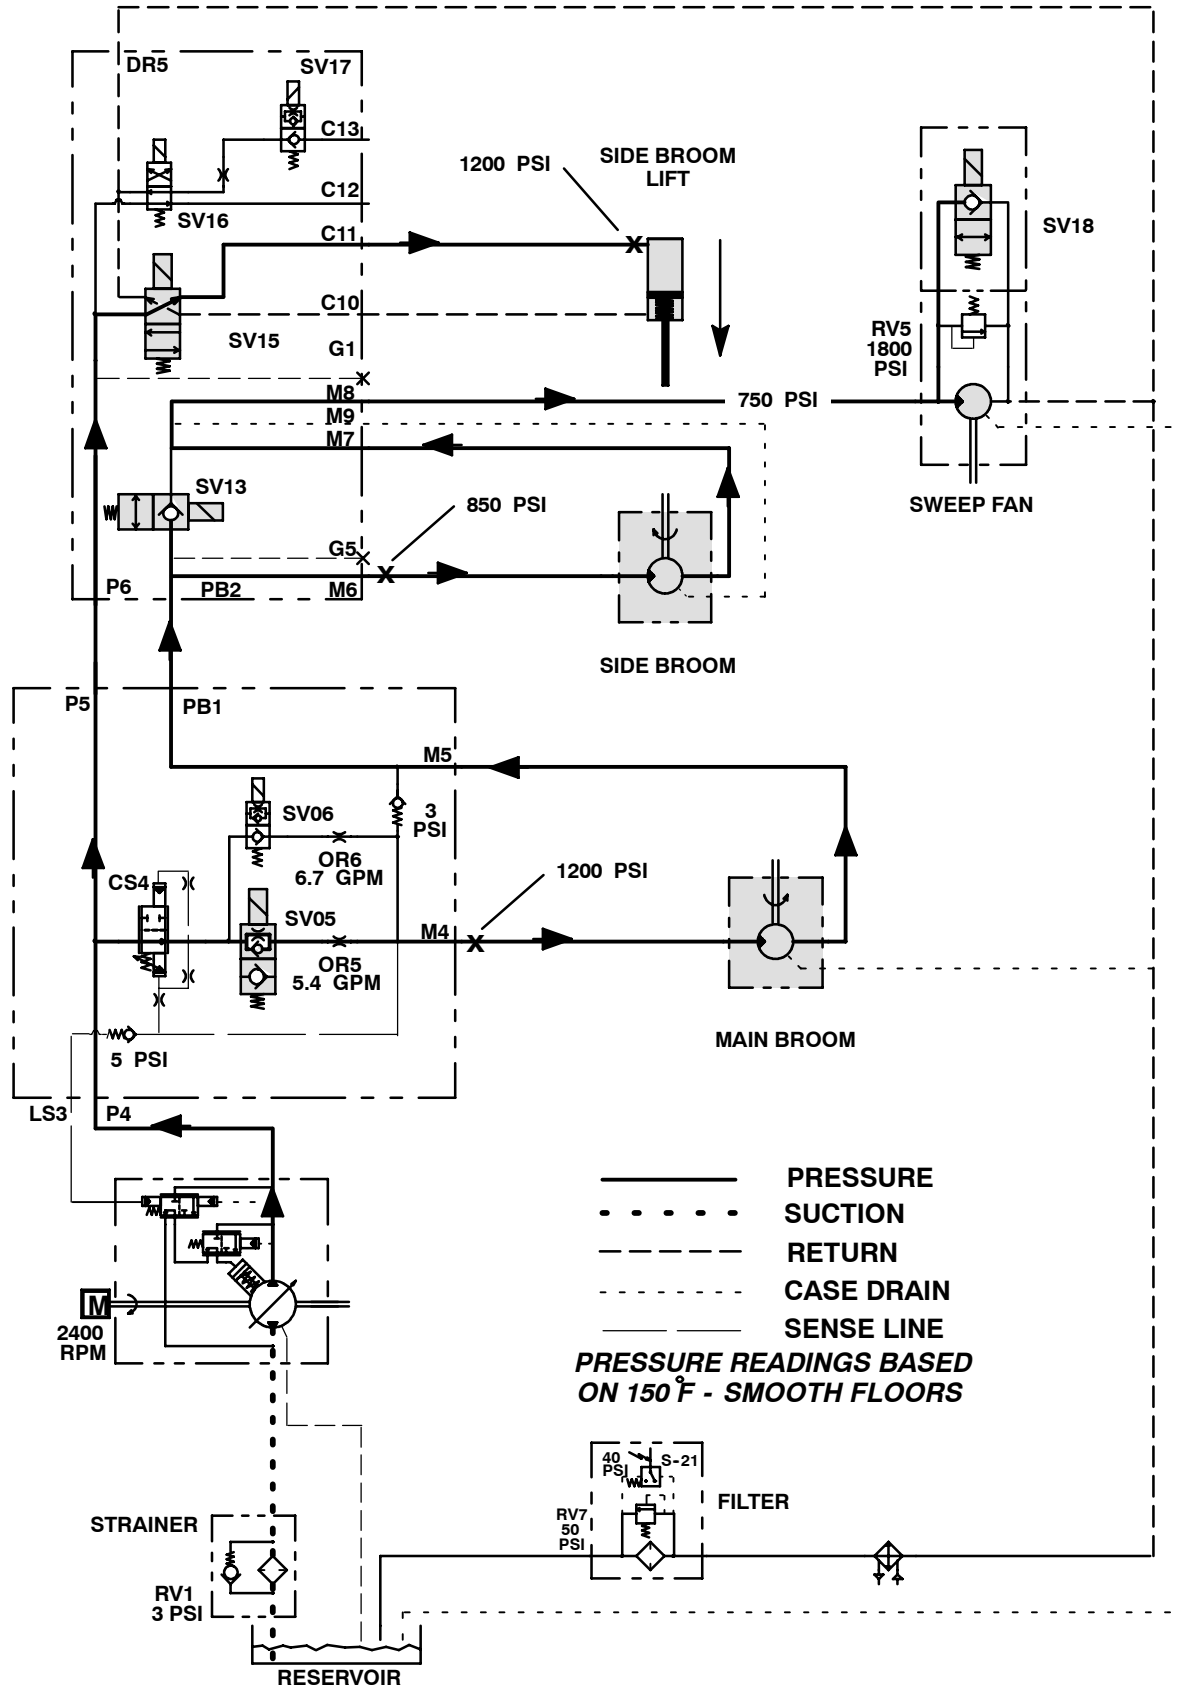 DR5
SV17
C13
1200 PSI
SIDE BROOM
LIFT
C12
SV16
SV18
C11
C10
SV15
RV5
1800
PSI
G1
M8
750 PSI
M9
M7
SV13
850 PSI
SWEEP FAN
G5
P6
PB2
M6
SIDE BROOM
P5
PB1
M5
SV06
3
PSI
OR6
6.7 GPM
1200 PSI
CS4
SV05
M4
OR5
5.4 GPM
MAIN BROOM
5 PSI
LS3
P4
PRESSURE
SUCTION
RETURN
CASE DRAIN
SENSE LINE
M
2400
RPM
PRESSURE READINGS BASED
ON 150°F - SMOOTH FLOORS
40
PSI
S-21
FILTER
RV7
50
PSI
STRAINER
RV1
3 PSI
RESERVOIR